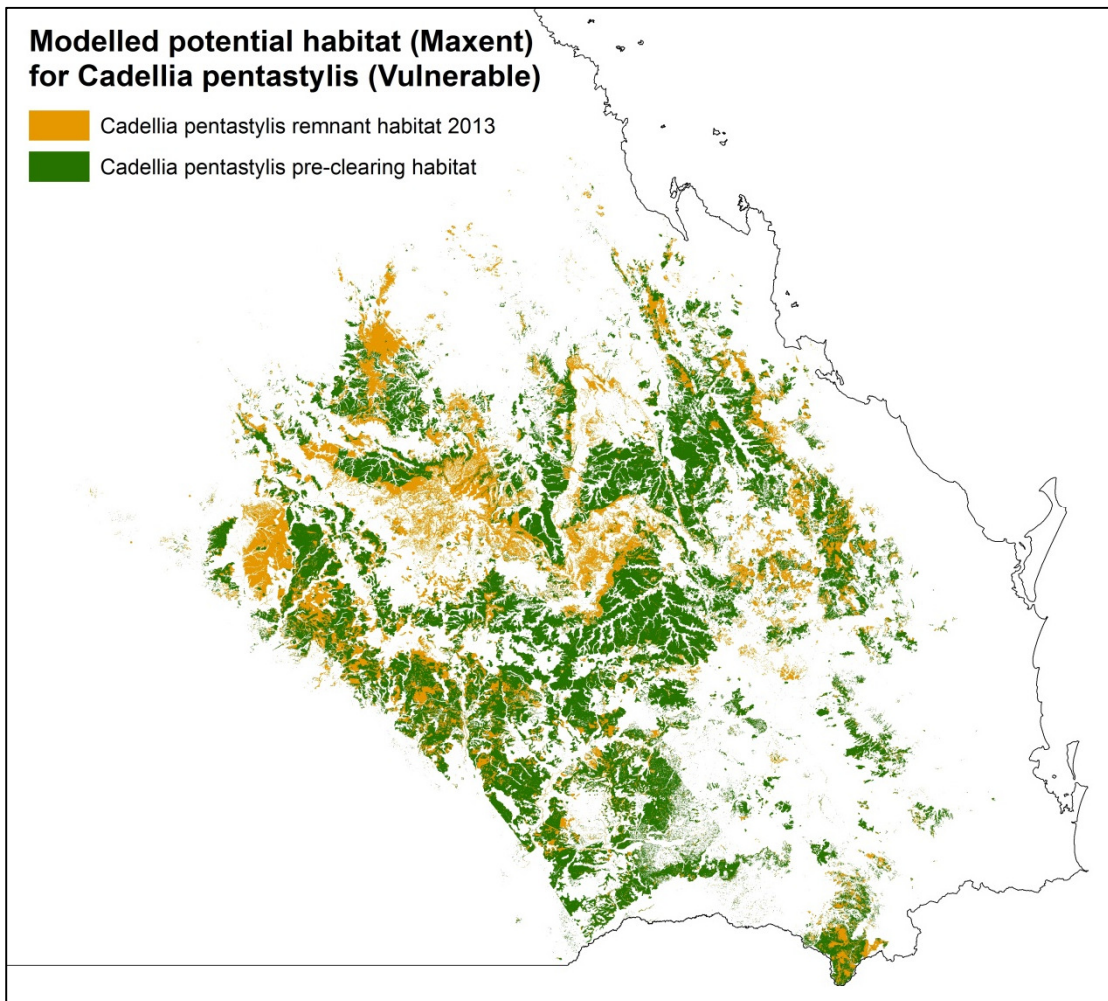 Modelled potential habitat (Maxent)
for Cadellia pentastylis (Vulnerable)
Cadellia pentastylis remnant habitat 2013
Cadellia pentastylis pre-clearing habitat